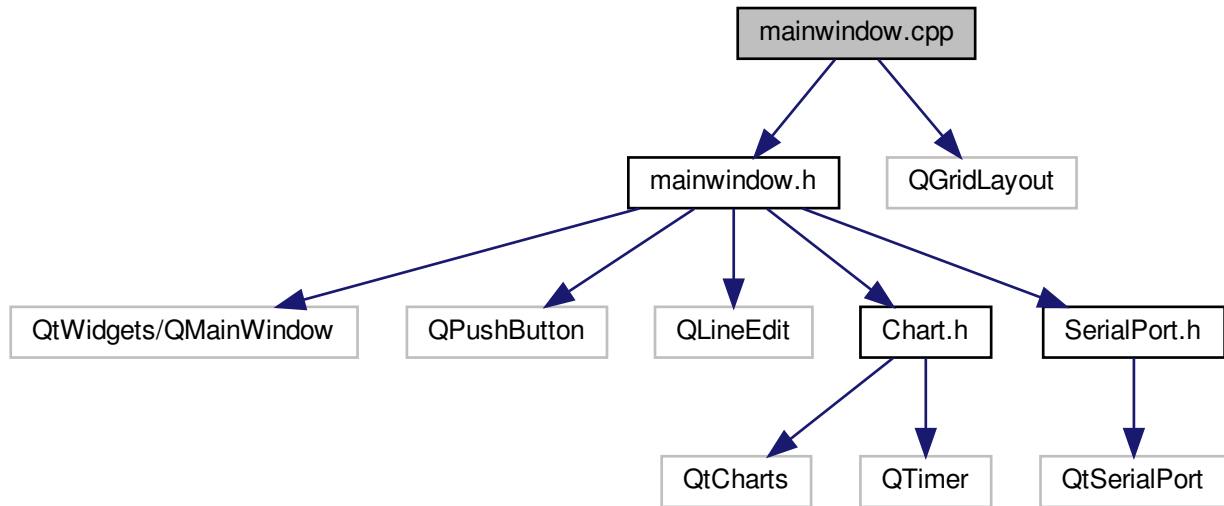 mainwindow.cpp
mainwindow.h
QGridLayout
QtWidgets/QMainWindow
QPushButton
QLineEdit
Chart.h
SerialPort.h
QtCharts
QTimer
QtSerialPort